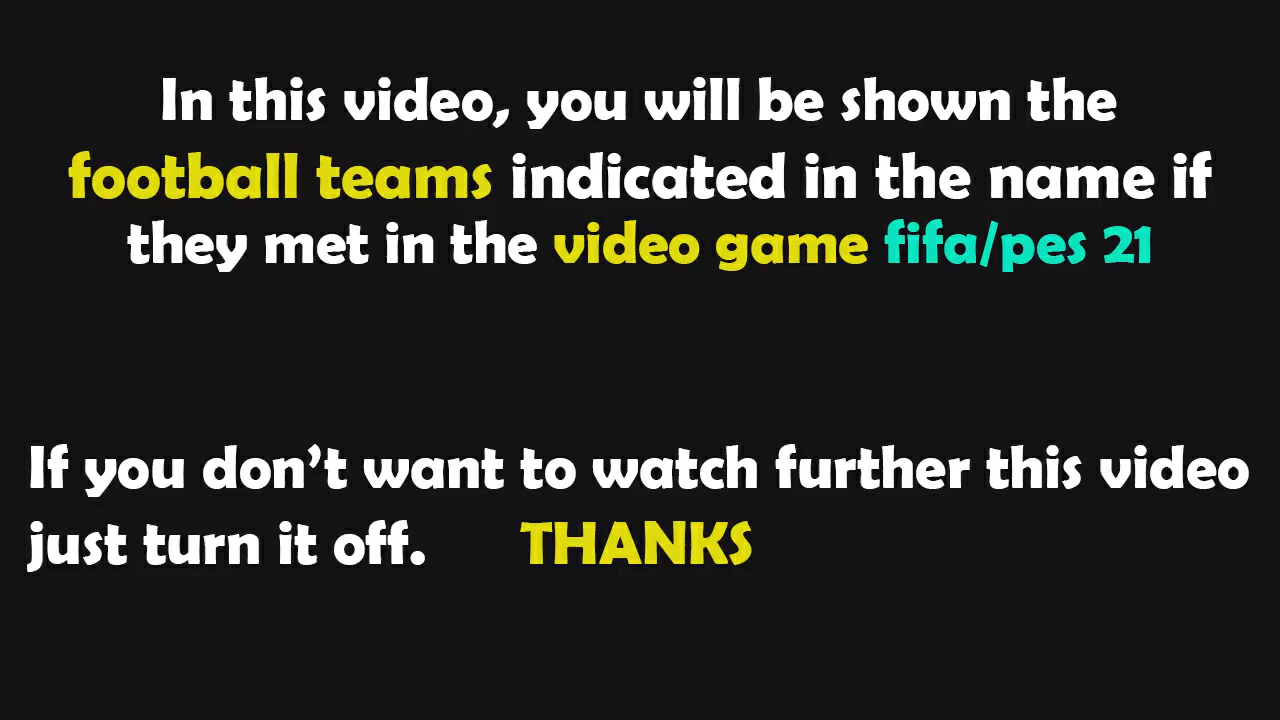 In this video, you will be shown the
football teams indicated in the name if
they met in the video game fifa/pes 21
If you don't want to watch further this video
just turn it off. THANKS